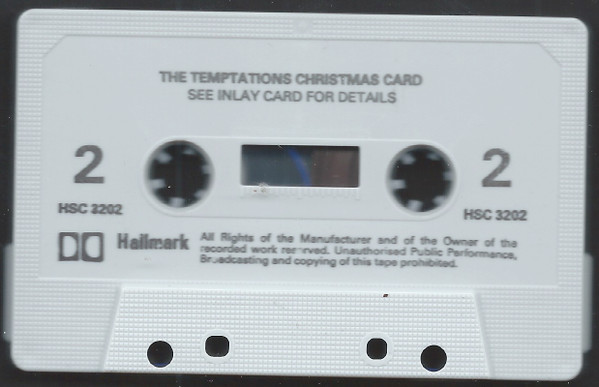 THE TEMPTATIONS CHRISTMAS CARD
SEE INLAY CARD FOR DETAILS
2
2
HSC 3202
HSC 3202
Hallmark
All Rights of the Manufacturer and of the Owner of the
recorded work reserved. Unauthorised Public Performance,
Broadcasting and copying of this tape prohibited.